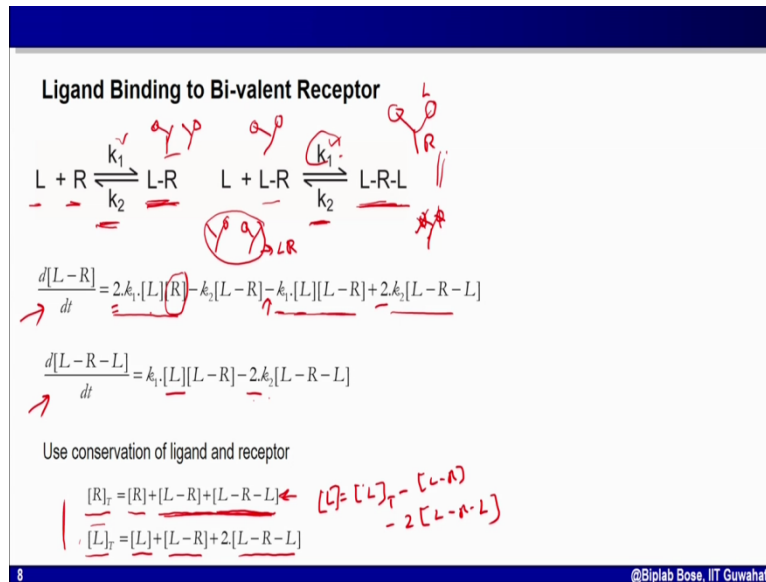 Ligand Binding to Bi-valent Receptor
L
R
k₁ k₁
L + R ⇌ L-R L + L-R ⇌ L-R-L
k₂ k₂
LR
d[L-R]/dt = 2.k₁.[L][R]-k₂[L-R]-k₁.[L][L-R]+2.k₂[L-R-L]
d[L-R-L]/dt = k₁.[L][L-R]-2.k₂[L-R-L]
Use conservation of ligand and receptor
[R]T =[R]+[L-R]+[L-R-L]
[L]= [L]T - [L-R]
- 2 [L-R-L]
[L]T =[L]+[L-R]+2.[L-R-L]
8 @Biplab Bose, IIT Guwahat